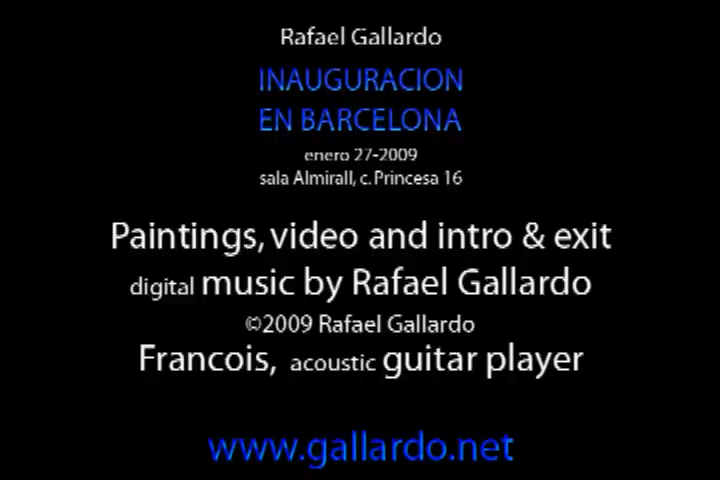 Rafael Gallardo
INAUGURACION
EN BARCELONA
enero 27-2009
sala Almirall, c. Princesa 16
Paintings, video and intro & exit
digital music by Rafael Gallardo
©2009 Rafael Gallardo
Francois, acoustic guitar player
www.gallardo.net